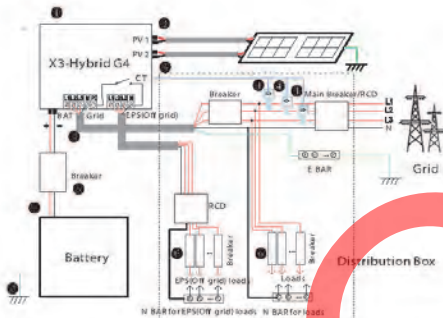 X3-Hybrid G4
PV 1
PV 2
CT
BAT Grid EPS(Off grid)
Breaker
Main Breaker/RCD
L1
L2
L3
N
Grid
E BAR
Breaker
RCD
Battery
Breaker
Breaker
EPS(Off grid) loads
Loads
Distribution Box
N BAR for EPS(Off grid) loads
N BAR for loads